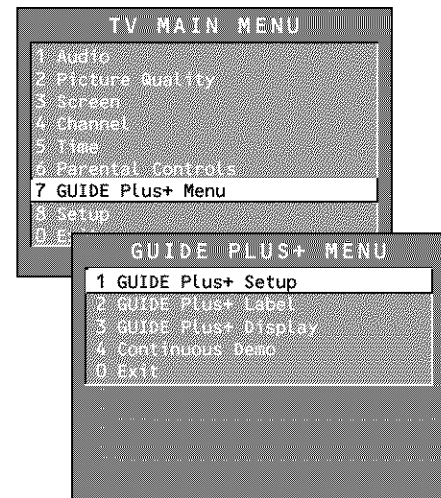 TV MAIN MENU
1 Audio
2 Picture Quality
3 Screen
4 Channel
5 Time
6 Parental Controls
7 GUIDE Plus+ Menu
8 Setup
0 E
GUIDE PLUS+ MENU
1 GUIDE Plus+ Setup
2 GUIDE Plus+ Label
3 GUIDE Plus+ Display
4 Continuous Demo
0 Exit